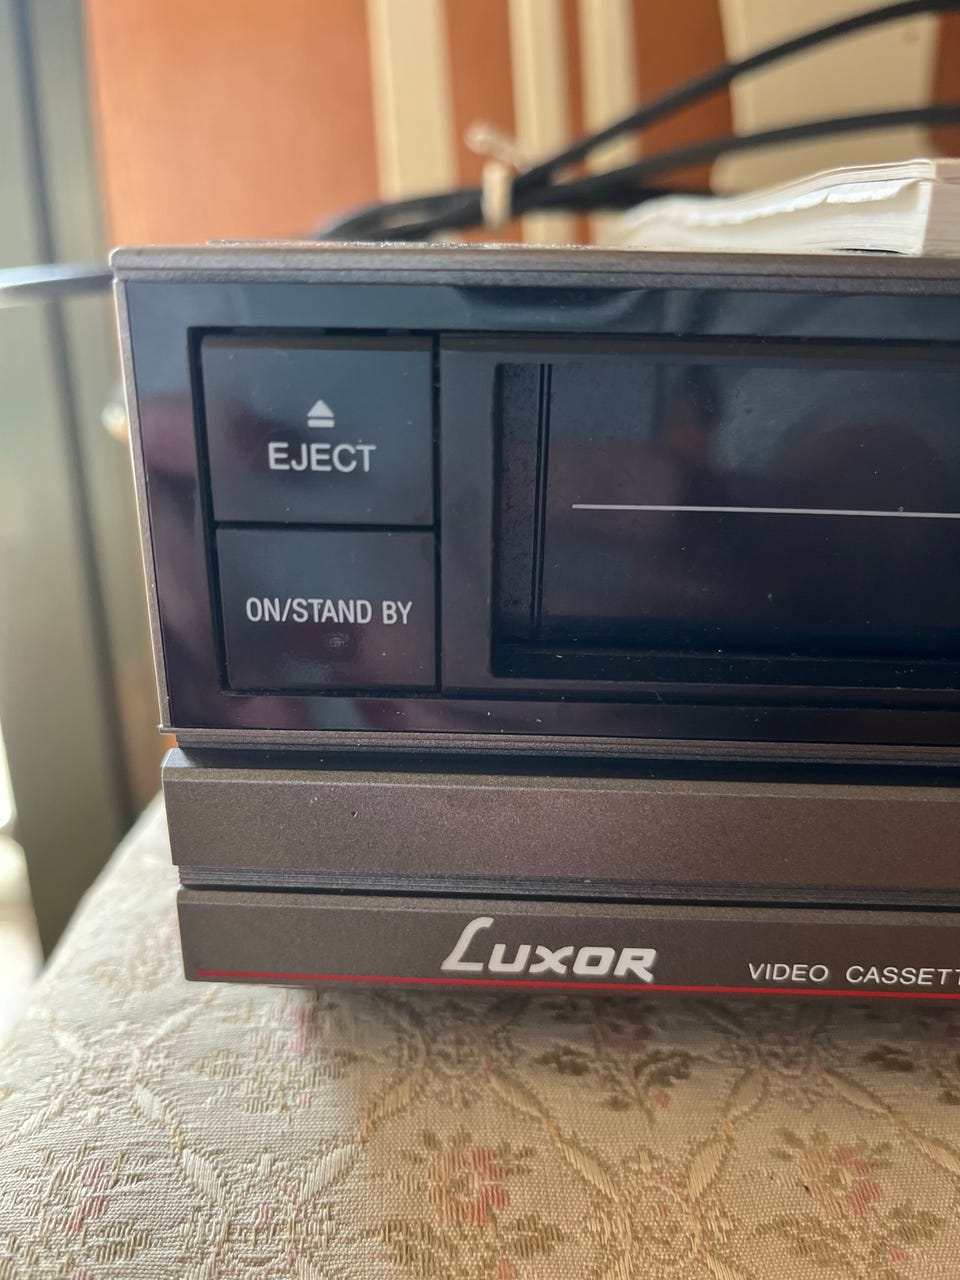 EJECT
ON/STAND BY
LUXOR
VIDEO CASSETT